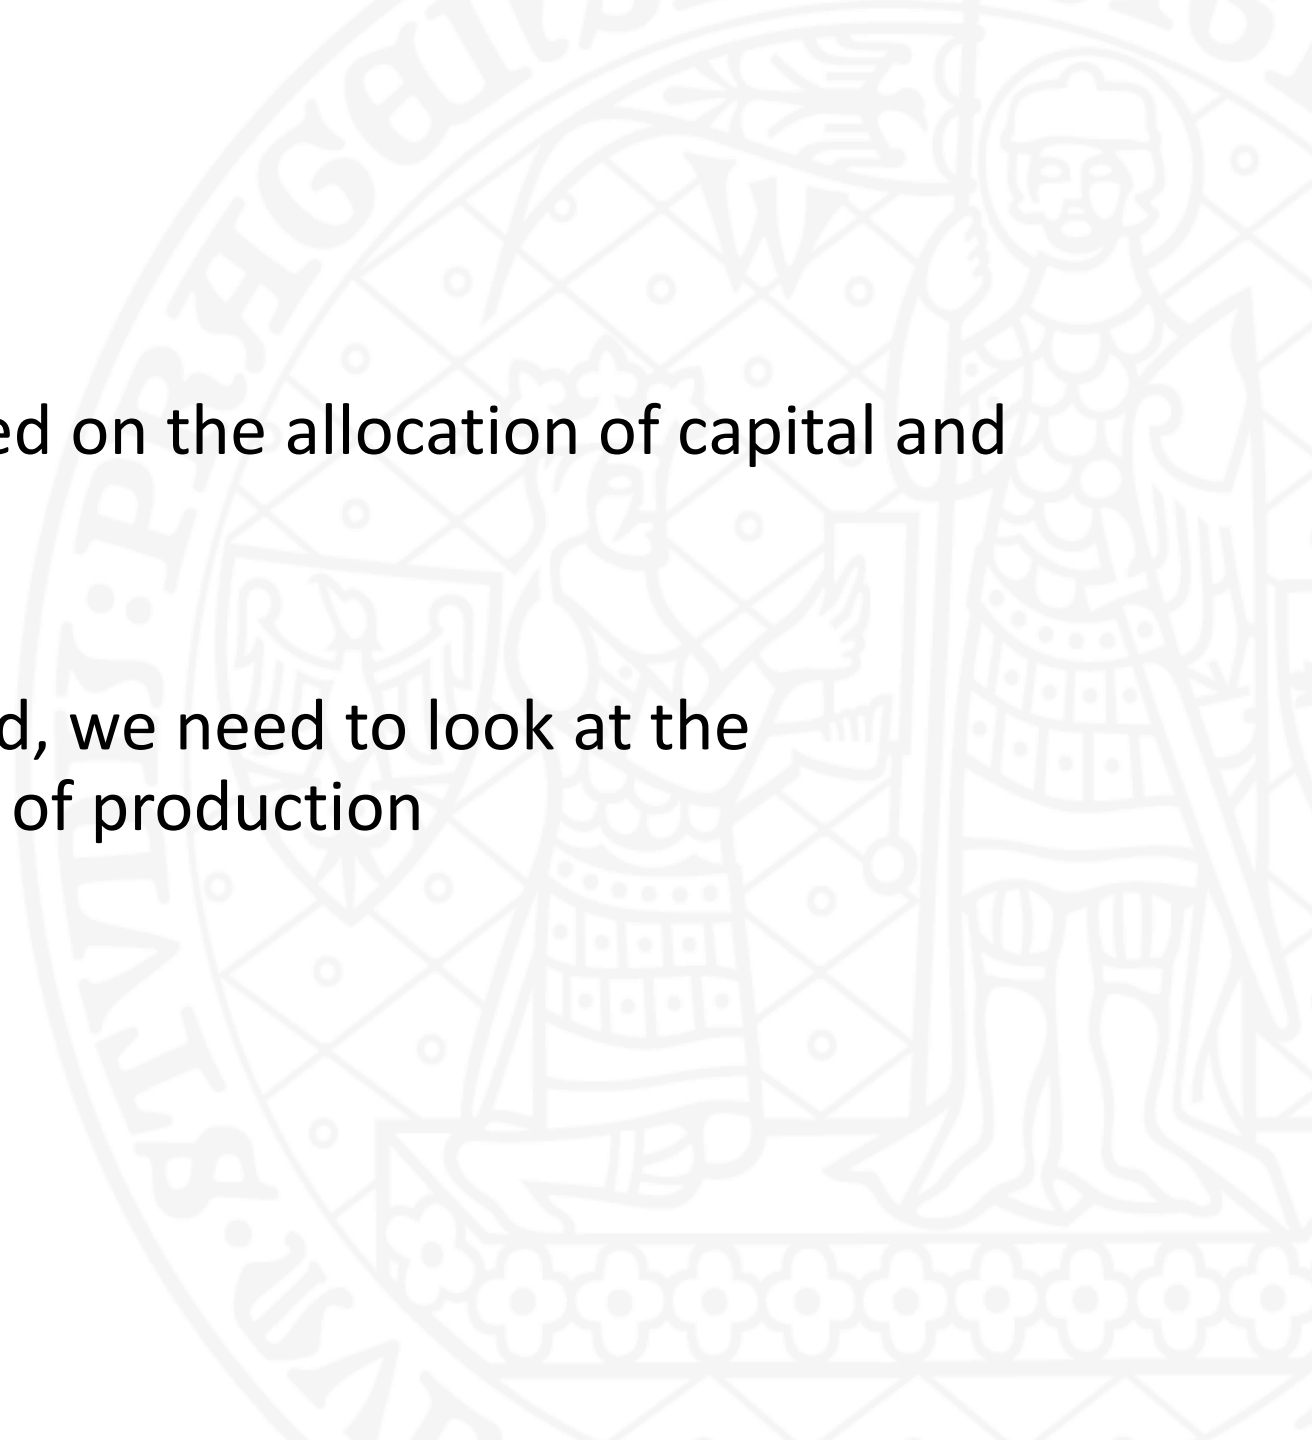 ed on the allocation of capital and
d, we need to look at the
of production